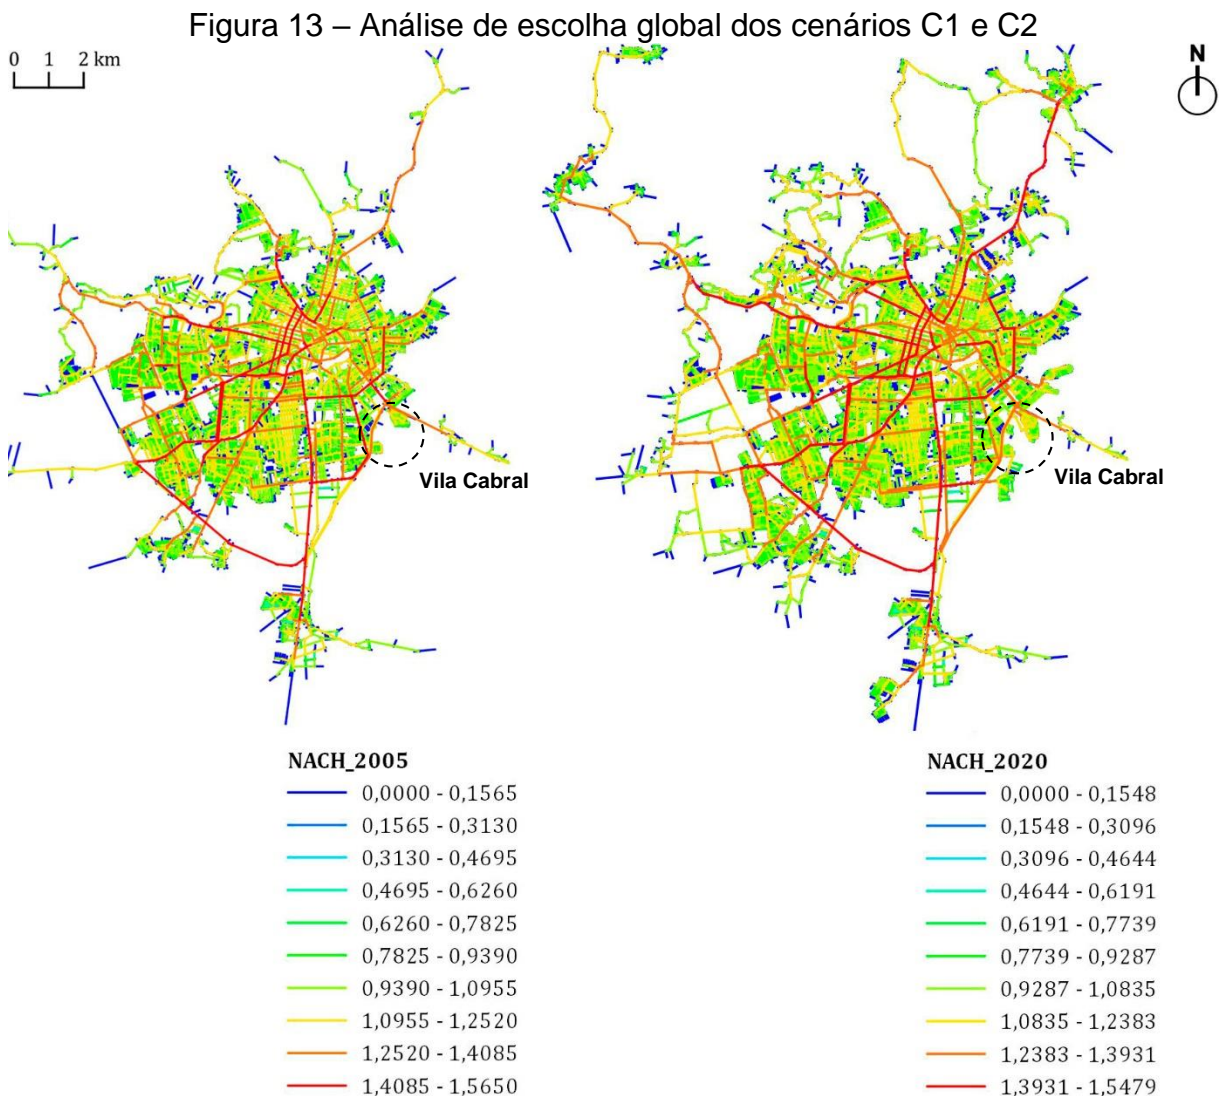 Figura 13 – Análise de escolha global dos cenários C1 e C2
0 1 2 km
N
Vila Cabral
Vila Cabral
NACH_2005
0,0000 - 0,1565
0,1565 - 0,3130
0,3130 - 0,4695
0,4695 - 0,6260
0,6260 - 0,7825
0,7825 - 0,9390
0,9390 - 1,0955
1,0955 - 1,2520
1,2520 - 1,4085
1,4085 - 1,5650
NACH_2020
0,0000 - 0,1548
0,1548 - 0,3096
0,3096 - 0,4644
0,4644 - 0,6191
0,6191 - 0,7739
0,7739 - 0,9287
0,9287 - 1,0835
1,0835 - 1,2383
1,2383 - 1,3931
1,3931 - 1,5479